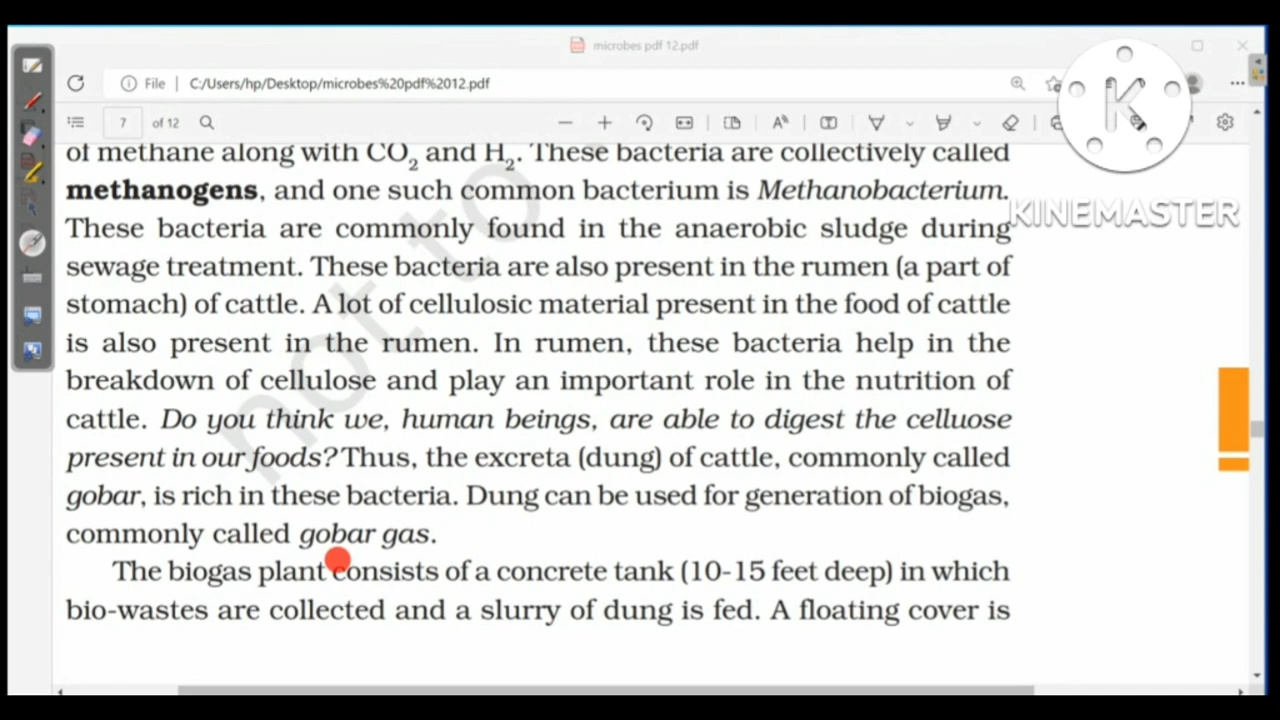 microbes pdf 12.pdf
File | C:/Users/hp/Desktop/microbes%20pdf%2012.pdf
7 of 12
of methane along with CO₂ and H₂. These bacteria are collectively called
methanogens, and one such common bacterium is Methanobacterium.
KINEMASTER
These bacteria are commonly found in the anaerobic sludge during
sewage treatment. These bacteria are also present in the rumen (a part of
stomach) of cattle. A lot of cellulosic material present in the food of cattle
is also present in the rumen. In rumen, these bacteria help in the
breakdown of cellulose and play an important role in the nutrition of
cattle. Do you think we, human beings, are able to digest the celluose
present in our foods? Thus, the excreta (dung) of cattle, commonly called
gobar, is rich in these bacteria. Dung can be used for generation of biogas,
commonly called gobar gas.
The biogas plant consists of a concrete tank (10-15 feet deep) in which
bio-wastes are collected and a slurry of dung is fed. A floating cover is
not to